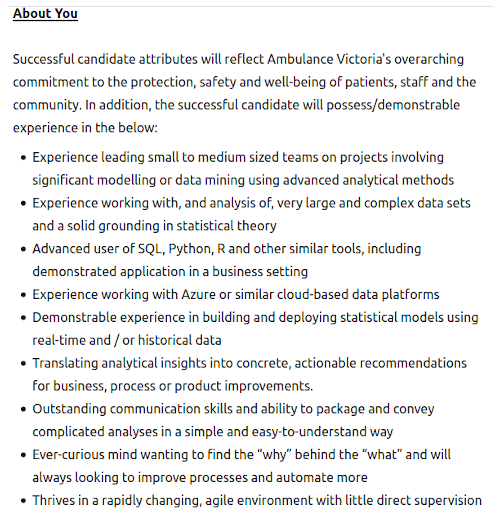 About You
Successful candidate attributes will reflect Ambulance Victoria's overarching
commitment to the protection, safety and well-being of patients, staff and the
community. In addition, the successful candidate will possess/demonstrable
experience in the below:
• Experience leading small to medium sized teams on projects involving
significant modelling or data mining using advanced analytical methods
• Experience working with, and analysis of, very large and complex data sets
and a solid grounding in statistical theory
• Advanced user of SQL, Python, R and other similar tools, including
demonstrated application in a business setting
• Experience working with Azure or similar cloud-based data platforms
• Demonstrable experience in building and deploying statistical models using
real-time and / or historical data
• Translating analytical insights into concrete, actionable recommendations
for business, process or product improvements.
• Outstanding communication skills and ability to package and convey
complicated analyses in a simple and easy-to-understand way
• Ever-curious mind wanting to find the “why” behind the “what” and will
always looking to improve processes and automate more
• Thrives in a rapidly changing, agile environment with little direct supervision